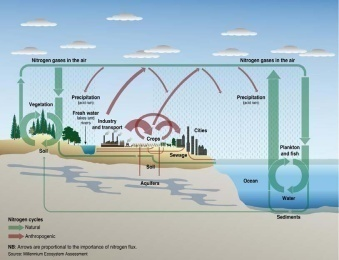 Nitrogen gases in the air
Nitrogen gases in the air
Precipitation
(acid rain)
Precipitation
(acid rain)
Vegetation
Fresh water
lakes and
rivers
Industry
and transport
Crops
Cities
Plankton
and fish
Soil
Soil
Sewage
Aquifers
Ocean
Water
Sediments
Nitrogen cycles
Natural
Anthropogenic
NB: Arrows are proportional to the importance of nitrogen flux.
Source: Millennium Ecosystem Assessment